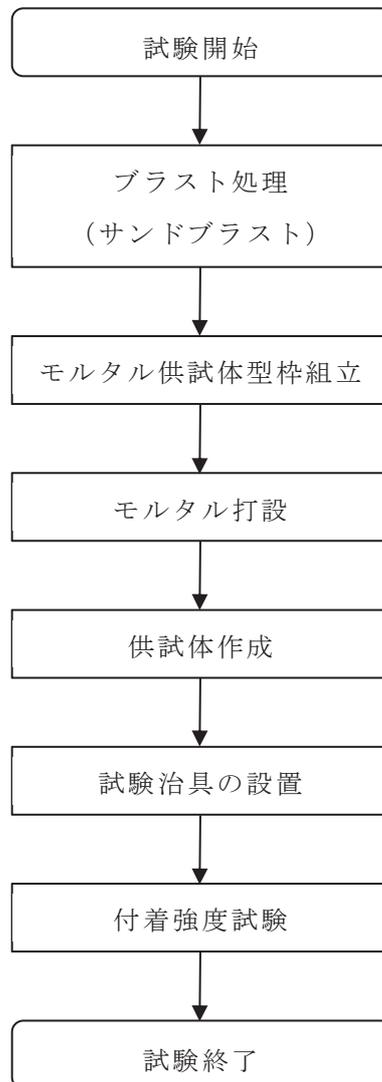 試験開始
ブラスト処理
（サンドブラスト）
モルタル供試体型枠組立
モルタル打設
供試体作成
試験治具の設置
付着強度試験
試験終了